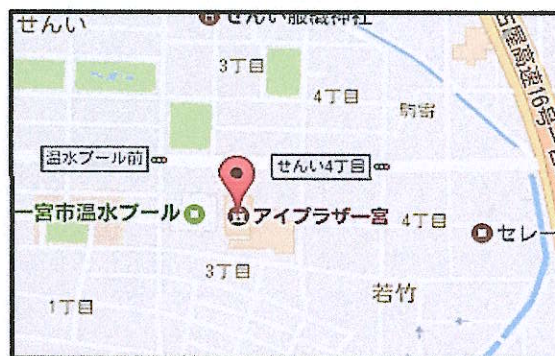 せんい
せんい服織神社
3丁目
4丁目
駒寄
屋高速16号一
温水プール前
せんい4丁目
一宮市温水プール
アイプラザ一宮
4丁目
セレー
3丁目
若竹
1丁目